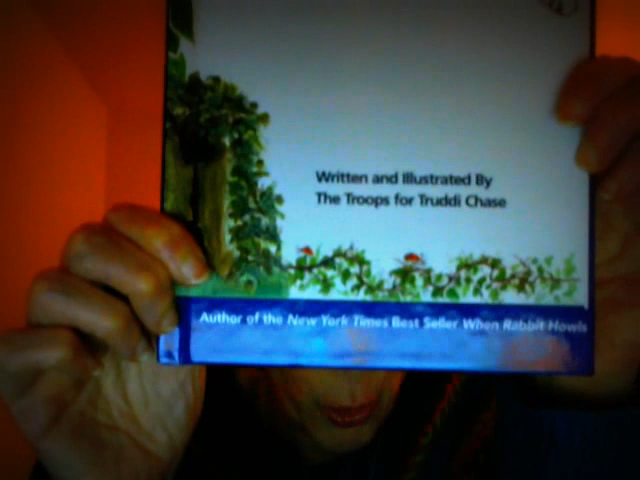 Written and Illustrated By
The Troops for Truddi Chase
Author of the New York Times Best Seller When Rabbit Howls